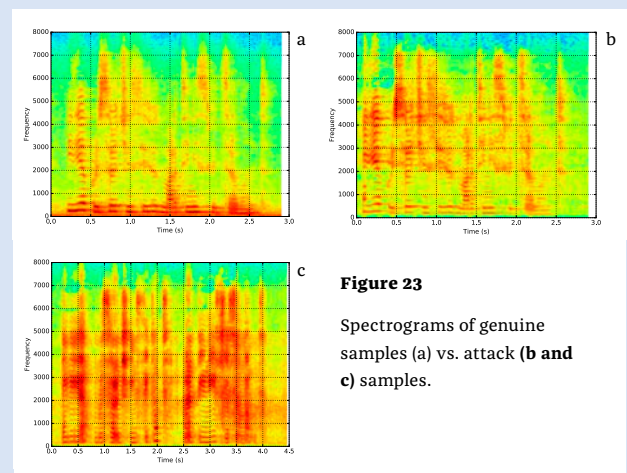 a
8000
7000
6000
5000
4000
3000
2000
1000
0
Frequency
0.0 0.5 1.0 1.5 2.0 2.5 3.0
Time (s)
b
8000
7000
6000
5000
4000
3000
2000
1000
0
Frequency
0.0 0.5 1.0 1.5 2.0 2.5 3.0
Time (s)
c
8000
7000
6000
5000
4000
3000
2000
1000
0
Frequency
0.0 0.5 1.0 1.5 2.0 2.5 3.0 3.5 4.0 4.5
Time (s)
Figure 23
Spectrograms of genuine
samples (a) vs. attack (b and
c) samples.